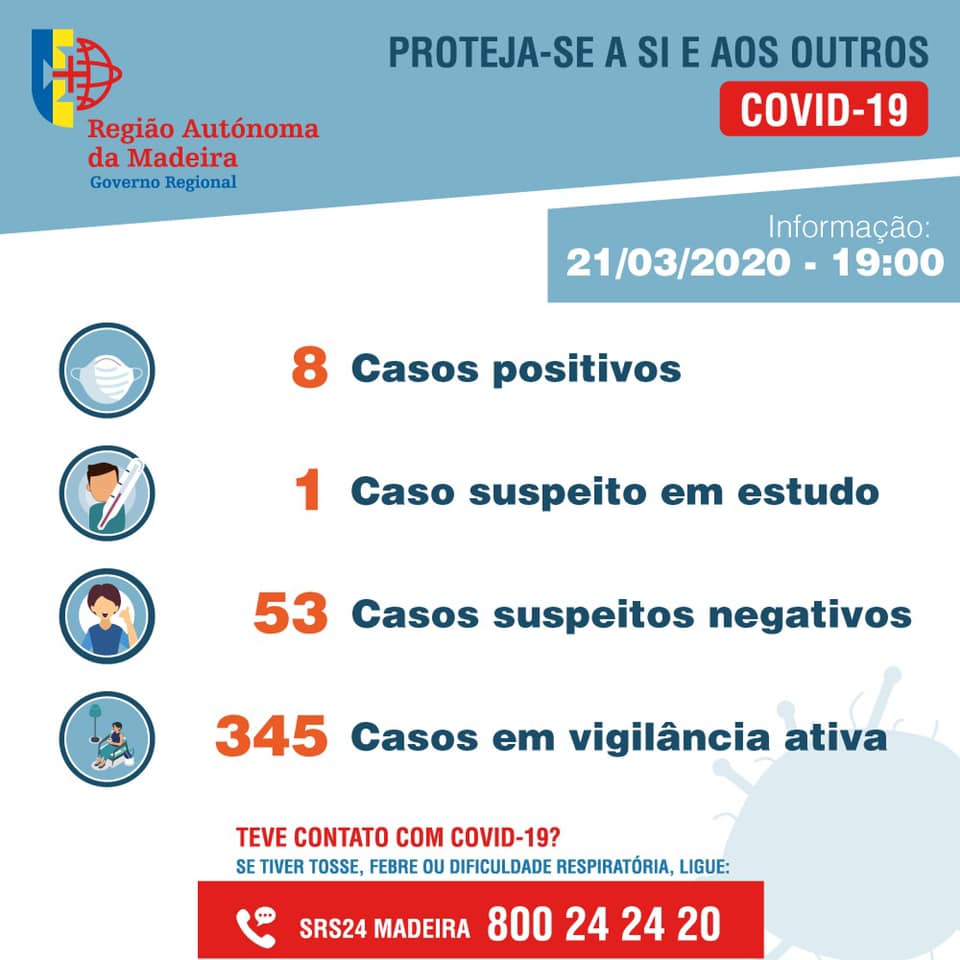 PROTEJA-SE A SI E AOS OUTROS
COVID-19
Região Autónoma
da Madeira
Governo Regional
Informação:
21/03/2020 - 19:00
8 Casos positivos
1 Caso suspeito em estudo
53 Casos suspeitos negativos
345 Casos em vigilância ativa
TEVE CONTATO COM COVID-19?
SE TIVER TOSSE, FEBRE OU DIFICULDADE RESPIRATÓRIA, LIGUE:
SRS24 MADEIRA 800 24 24 20